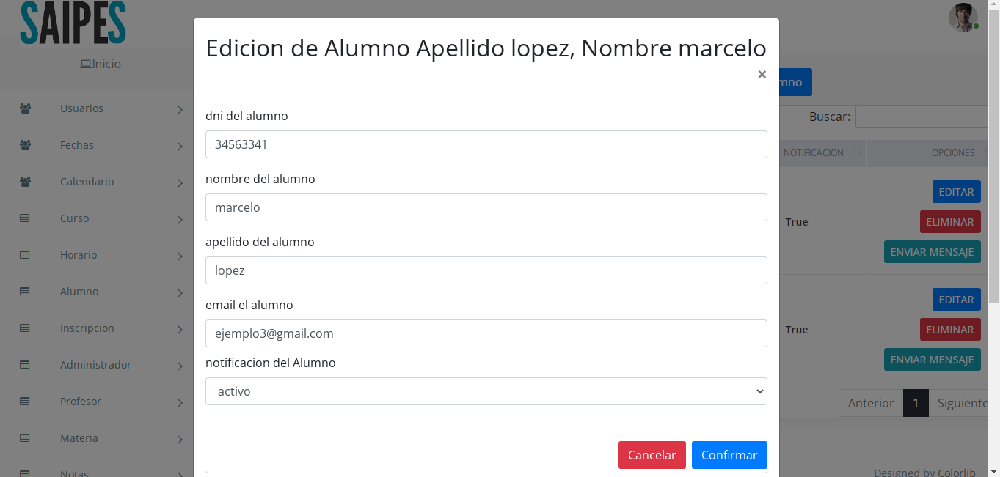 SAIPES
Inicio
Usuarios
Fechas
Calendario
Curso
Horario
Alumno
Inscripcion
Administrador
Profesor
Materia
Notas
Edicion de Alumno Apellido lopez, Nombre marcelo
×
dni del alumno
34563341
nombre del alumno
marcelo
apellido del alumno
lopez
email el alumno
ejemplo3@gmail.com
notificacion del Alumno
activo
Cancelar Confirmar
mno
Buscar:
NOTIFICACION OPCIONES
EDITAR
True ELIMINAR
ENVIAR MENSAJE
EDITAR
True ELIMINAR
ENVIAR MENSAJE
Anterior 1 Siguiente
Designed by Colorlib